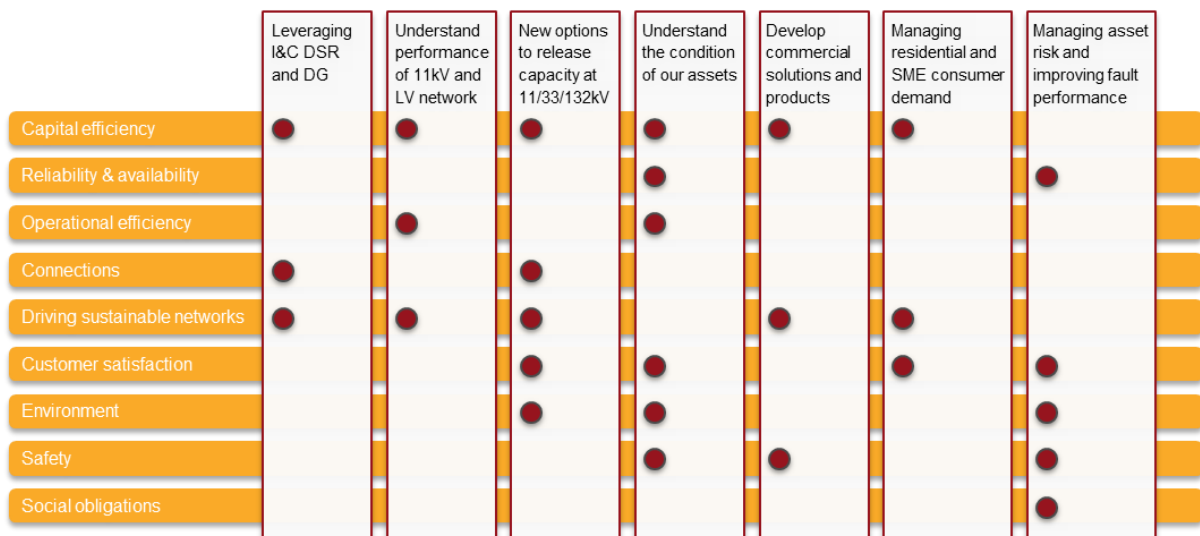 Leveraging
I&C DSR
and DG
Understand
performance
of 11kV and
LV network
New options
to release
capacity at
11/33/132kV
Understand
the condition
of our assets
Develop
commercial
solutions and
products
Managing
residential and
SME consumer
demand
Managing asset
risk and
improving fault
performance
Capital efficiency
Reliability & availability
Operational efficiency
Connections
Driving sustainable networks
Customer satisfaction
Environment
Safety
Social obligations